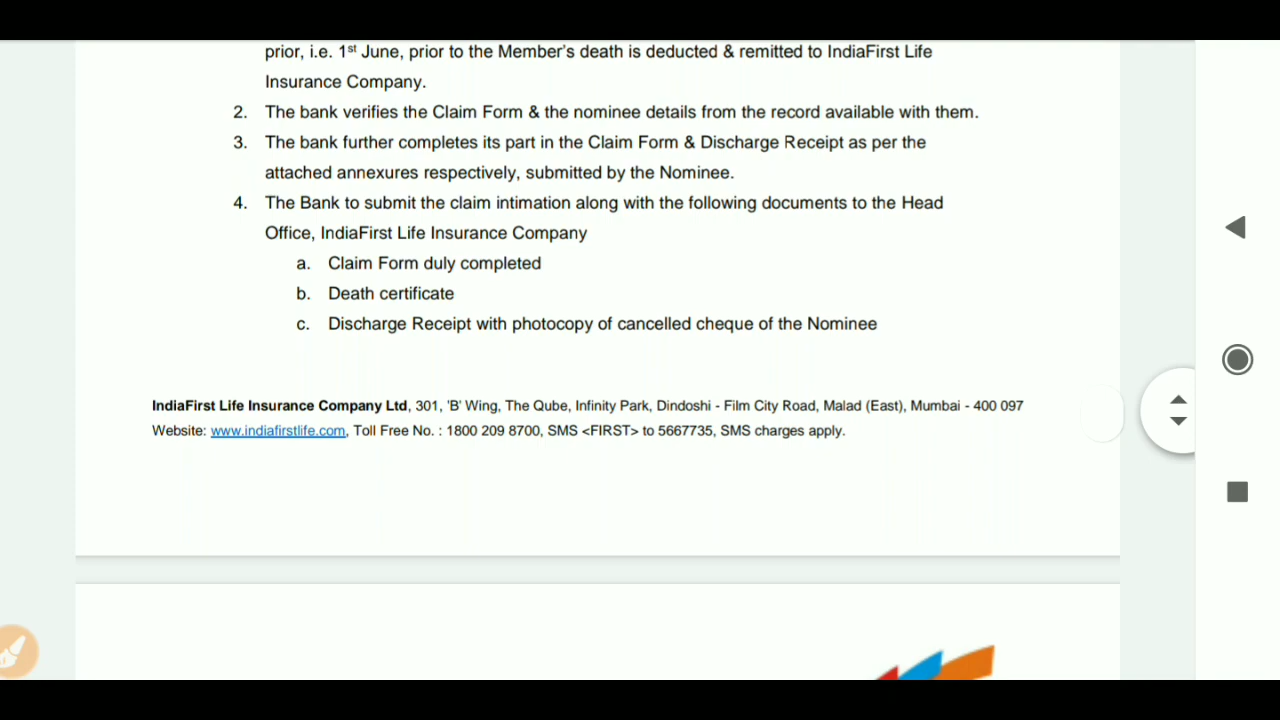 prior, i.e. 1st June, prior to the Member's death is deducted & remitted to IndiaFirst Life
Insurance Company.
2. The bank verifies the Claim Form & the nominee details from the record available with them.
3. The bank further completes its part in the Claim Form & Discharge Receipt as per the
attached annexures respectively, submitted by the Nominee.
4. The Bank to submit the claim intimation along with the following documents to the Head
Office, IndiaFirst Life Insurance Company
a. Claim Form duly completed
b. Death certificate
c. Discharge Receipt with photocopy of cancelled cheque of the Nominee
IndiaFirst Life Insurance Company Ltd, 301, 'B' Wing, The Qube, Infinity Park, Dindoshi - Film City Road, Malad (East), Mumbai - 400 097
Website: www.indiafirstlife.com, Toll Free No. : 1800 209 8700, SMS <FIRST> to 5667735, SMS charges apply.